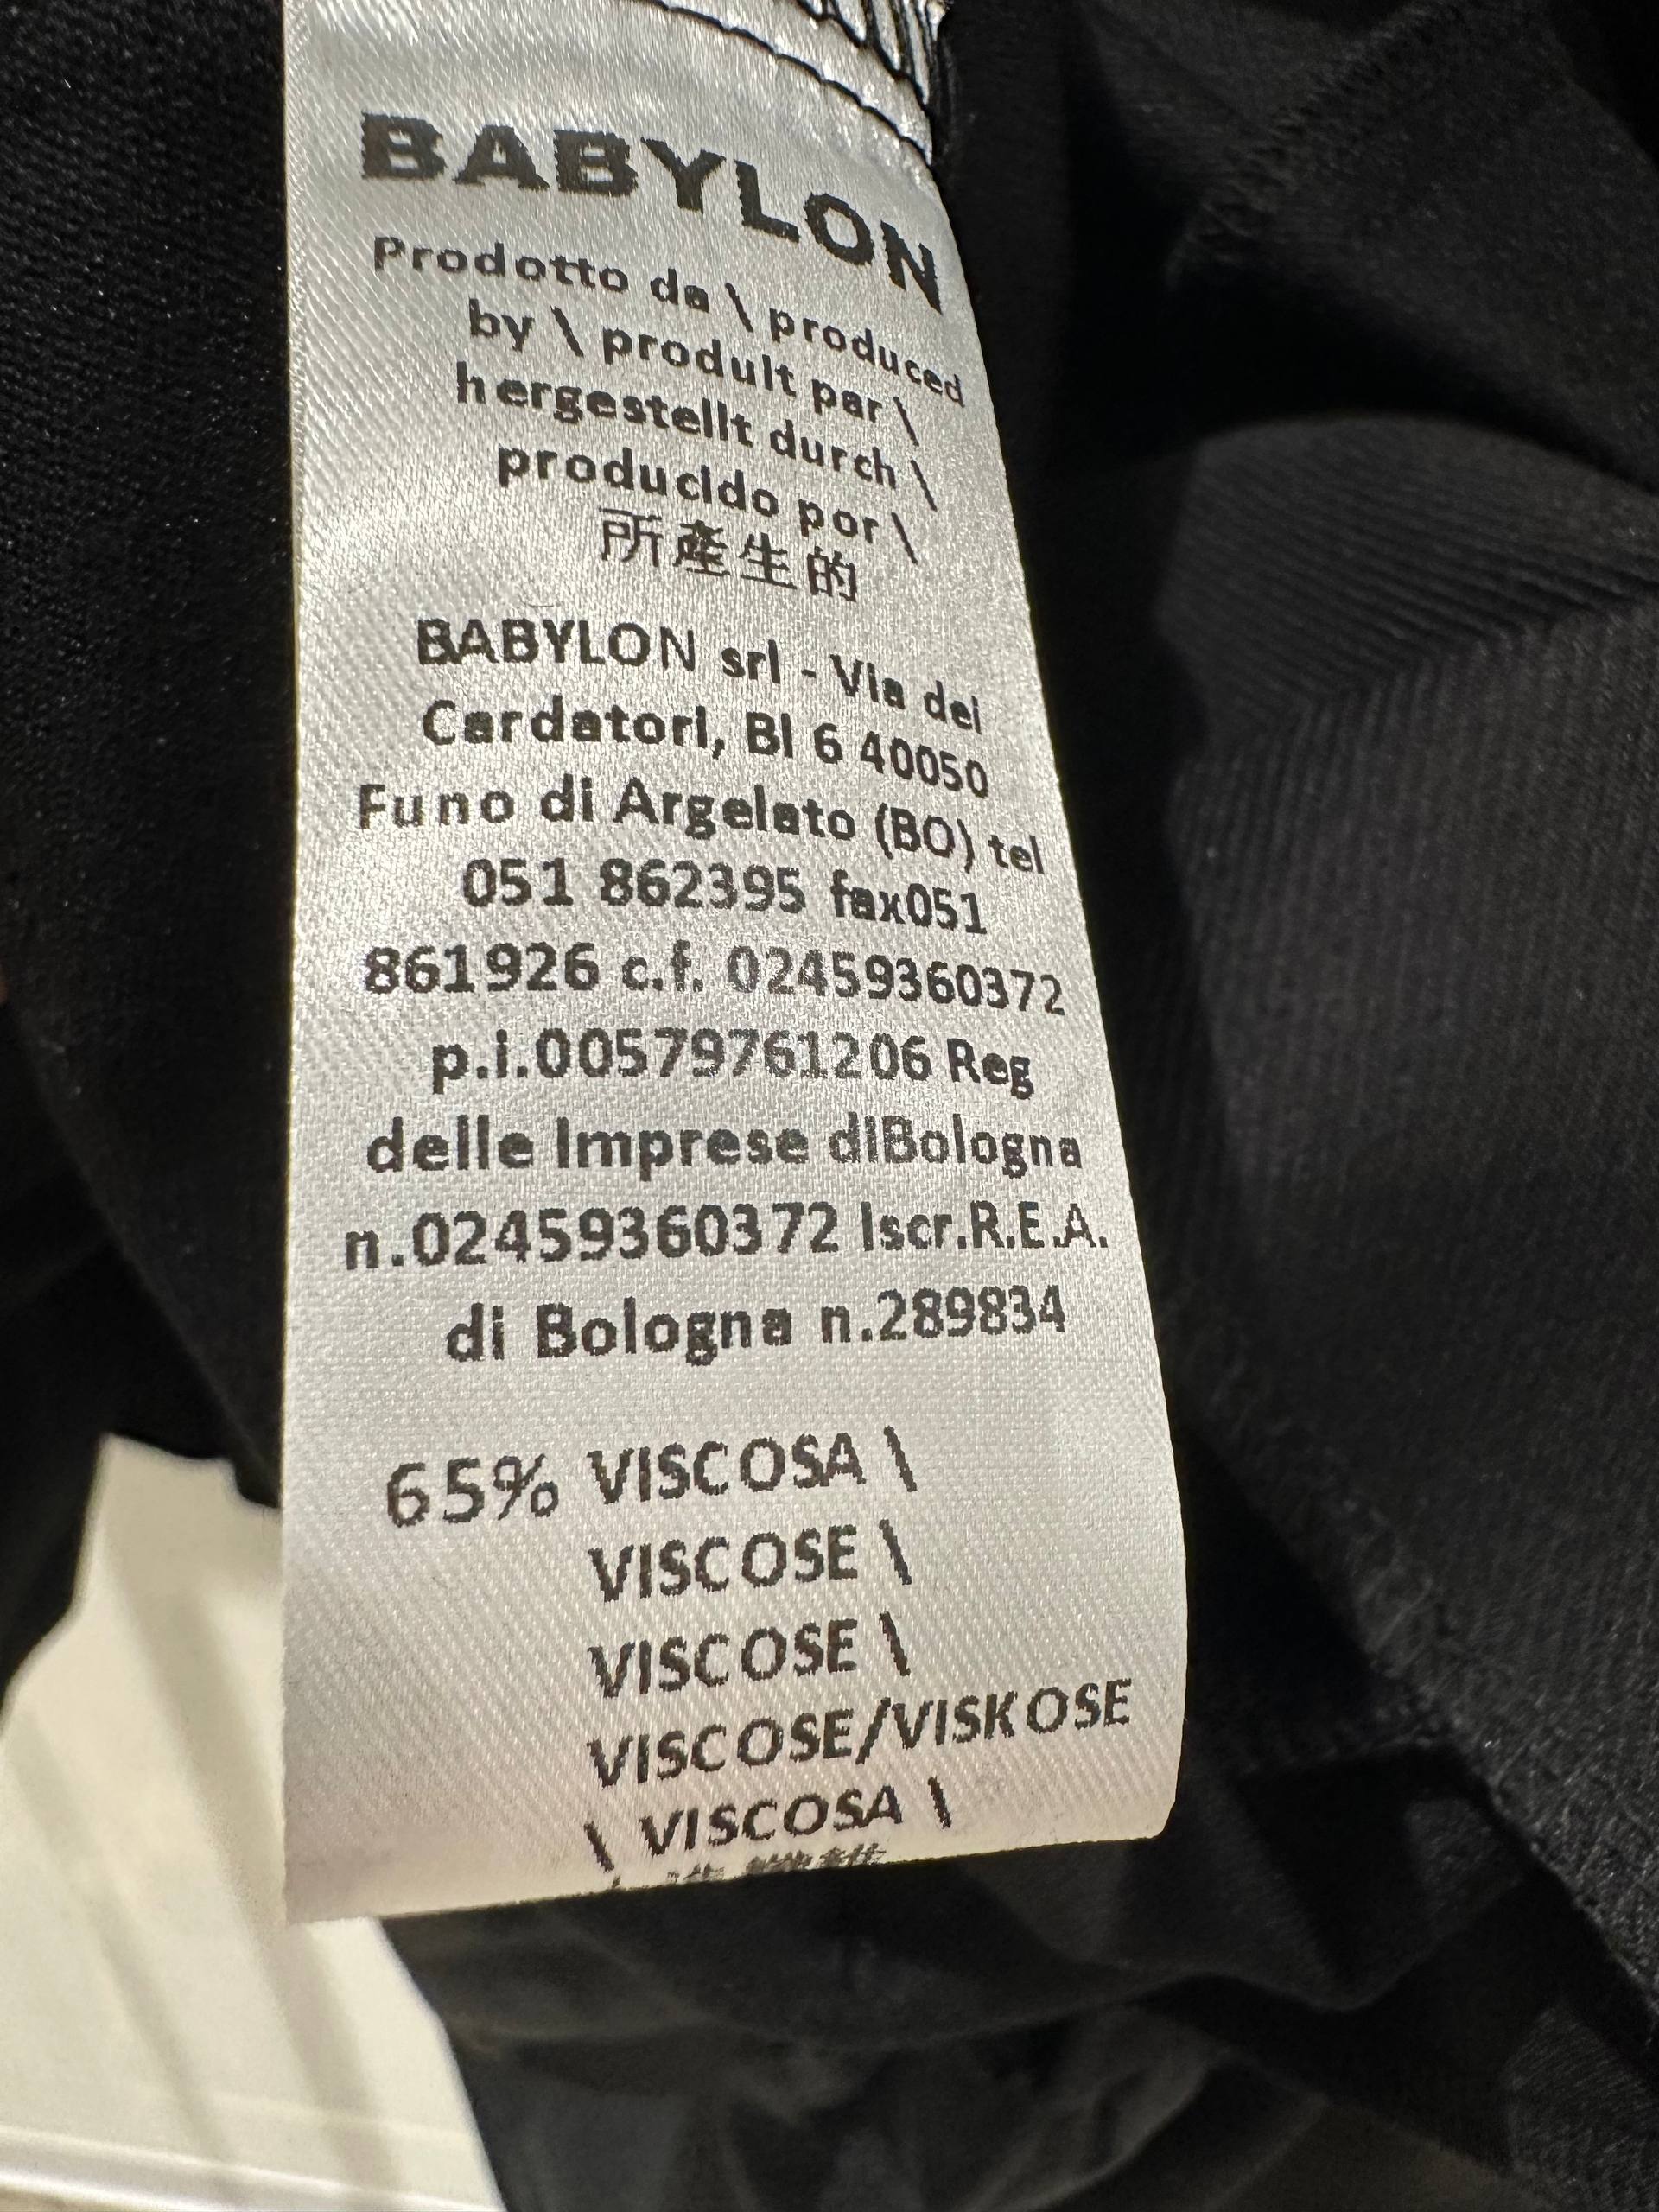 BABYLON
Prodotto da \ produced
by \ produit par \
hergestellt durch \
producido por \
所產生的
BABYLON srl - Via dei
Cardatori, Bl 6 40050
Funo di Argelato (BO) tel
051 862395 fax051
861926 c.f. 02459360372
p.i.00579761206 Reg
delle Imprese diBologna
n.02459360372 Iscr.R.E.A.
di Bologna n.289834
65% VISCOSA \
VISCOSE \
VISCOSE \
VISCOSE/VISKOSE
\ VISCOSA \